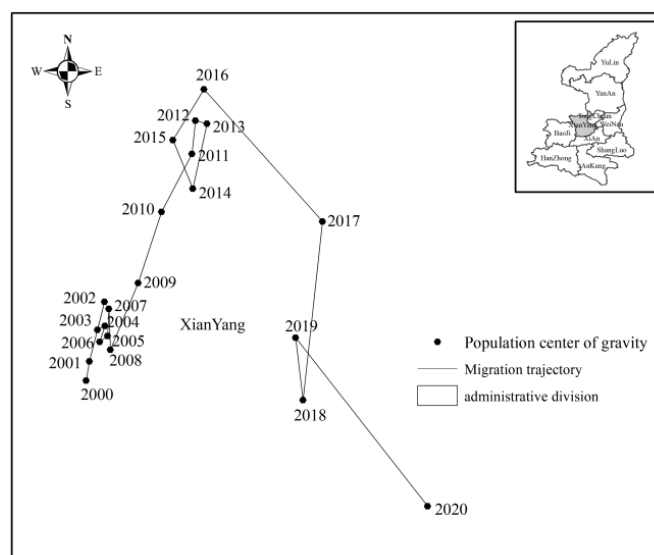 N
W E
S
2016
2012
2013
2015
2011
2014
2010
2017
2009
2002
2007
2004
2003
2005
2006
2008
2001
2000
XianYang
2019
2018
2020
Population center of gravity
Migration trajectory
administrative division
YuLin
YanAn
XianYang
WeiNan
BaoJi
XiAn
ShangLuo
HanZhong
AnKang